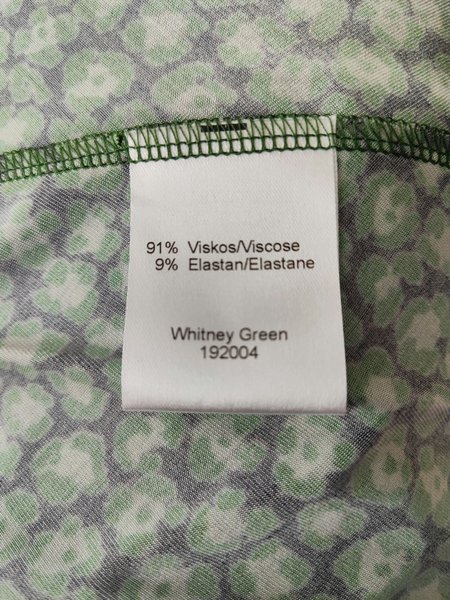 91% Viskos/Viscose
9% Elastan/Elastane
Whitney Green
192004